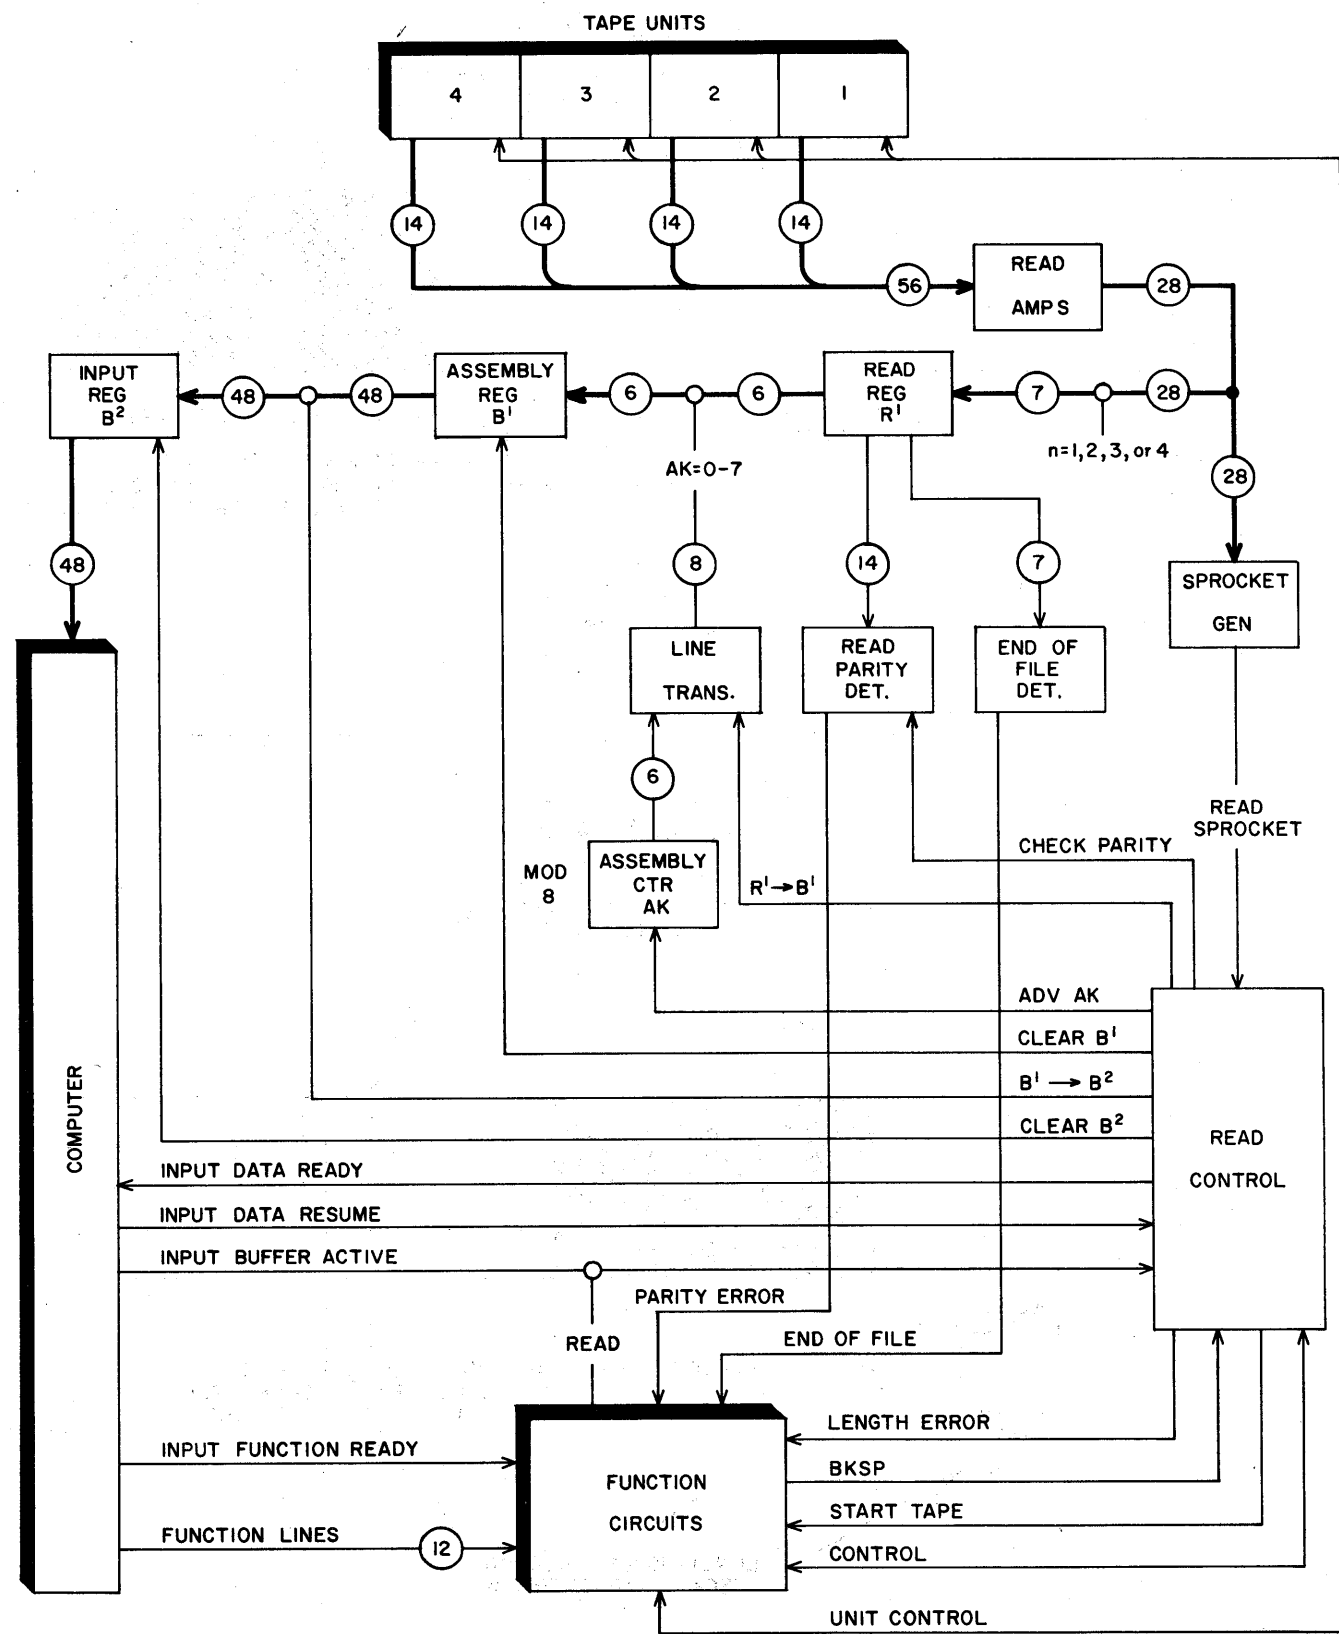 TAPE UNITS
4
3
2
1
14
14
14
14
56
READ
AMPS
28
INPUT
REG
B²
48
48
ASSEMBLY
REG
B¹
6
6
READ
REG
R¹
7
28
n=1,2,3, or 4
AK=0-7
28
48
8
14
7
SPROCKET
GEN
LINE
TRANS.
READ
PARITY
DET.
END OF
FILE
DET.
6
READ
SPROCKET
CHECK PARITY
MOD
8
ASSEMBLY
CTR
AK
R¹→B¹
ADV AK
CLEAR B¹
B¹ → B²
CLEAR B²
COMPUTER
READ
CONTROL
INPUT DATA READY
INPUT DATA RESUME
INPUT BUFFER ACTIVE
PARITY ERROR
READ
END OF FILE
LENGTH ERROR
INPUT FUNCTION READY
BKSP
FUNCTION
CIRCUITS
START TAPE
FUNCTION LINES
12
CONTROL
UNIT CONTROL